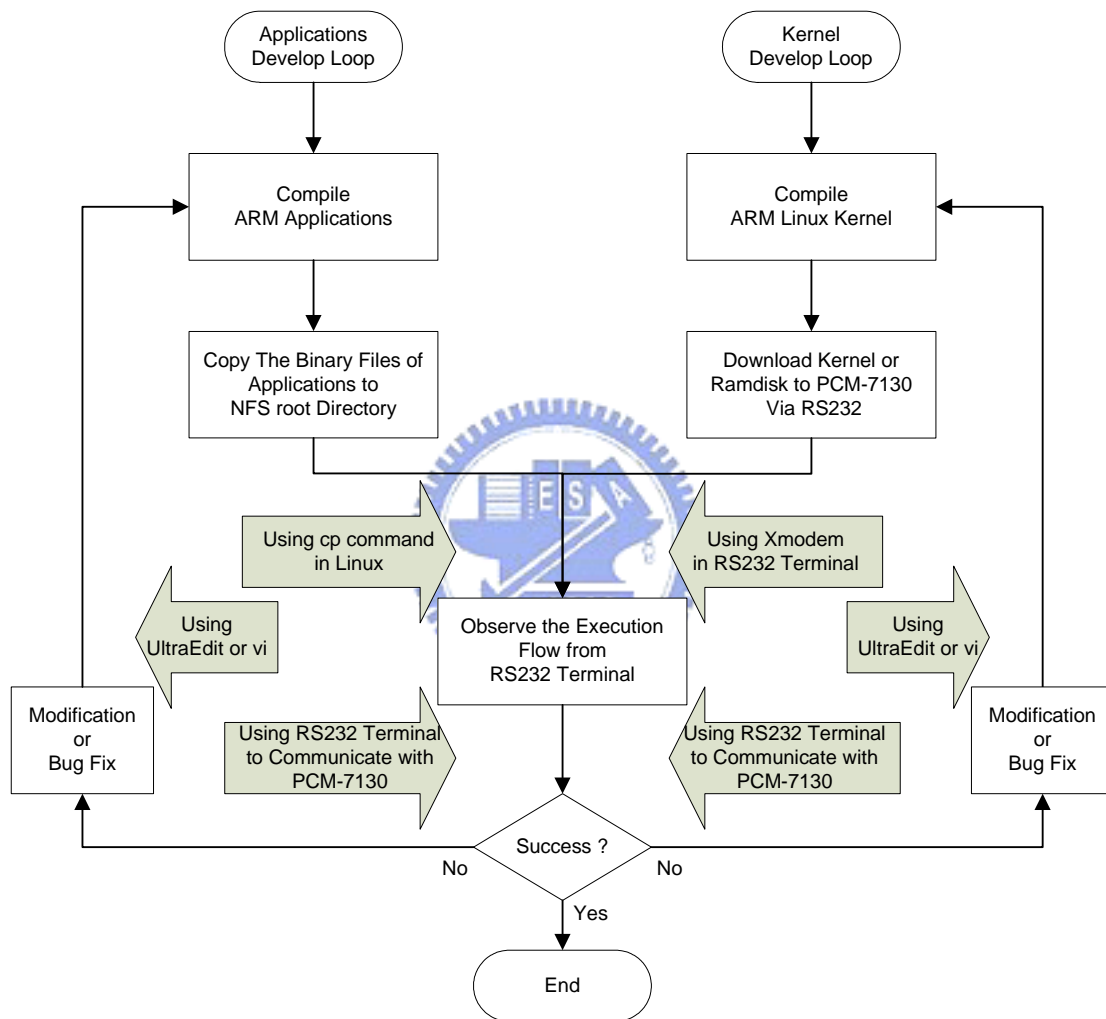 Applications
Develop Loop
Kernel
Develop Loop
Compile
ARM Applications
Compile
ARM Linux Kernel
Copy The Binary Files of
Applications to
NFS root Directory
Download Kernel or
Ramdisk to PCM-7130
Via RS232
E S A
Using cp command
in Linux
Using Xmodem
in RS232 Terminal
Using
UltraEdit or vi
Observe the Execution
Flow from
RS232 Terminal
Using
UltraEdit or vi
Modification
or
Bug Fix
Using RS232 Terminal
to Communicate with
PCM-7130
Using RS232 Terminal
to Communicate with
PCM-7130
Modification
or
Bug Fix
Success ?
No
No
Yes
End